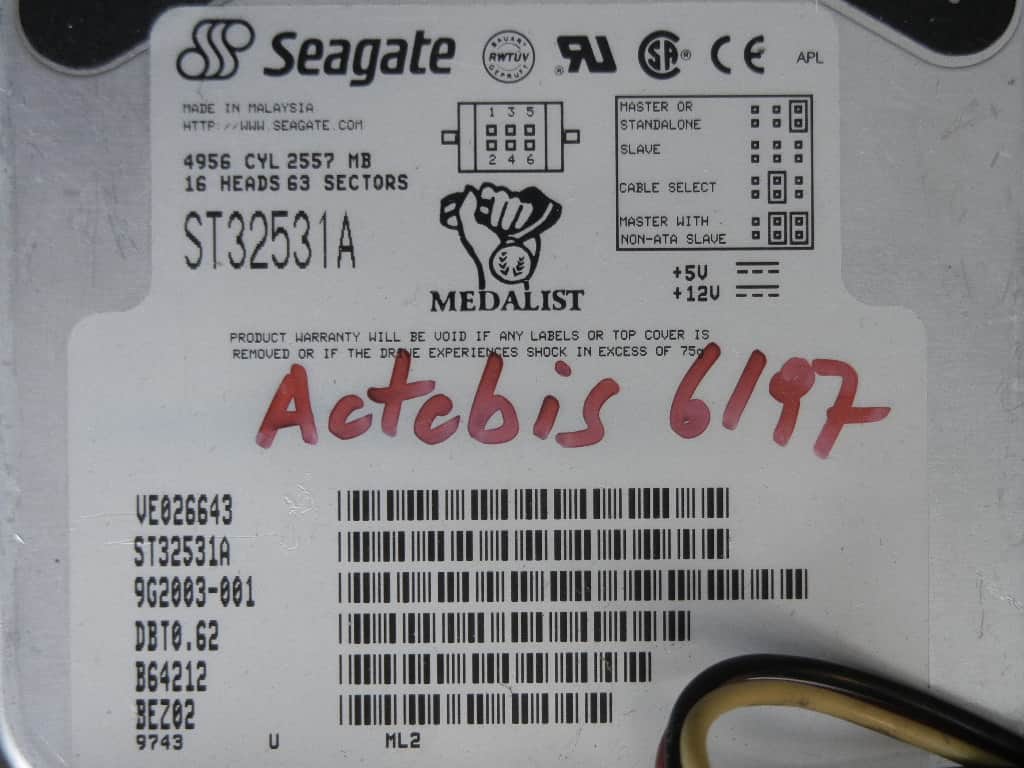 Seagate
BAUART
RWTÜV
GEPRÜFT
APL
MADE IN MALAYSIA
HTTP://WWW.SEAGATE.COM
4956 CYL 2557 MB
16 HEADS 63 SECTORS
ST32531A
1 3 5
2 4 6
MEDALIST
MASTER OR
STANDALONE
SLAVE
CABLE SELECT
MASTER WITH
NON-ATA SLAVE
+5V
+12V
PRODUCT WARRANTY WILL BE VOID IF ANY LABELS OR TOP COVER IS
REMOVED OR IF THE DRIVE EXPERIENCES SHOCK IN EXCESS OF 75g
Actebis 6197
VE026643
ST32531A
9G2003-001
DBT0.62
B64212
BEZ02
9743 U ML2